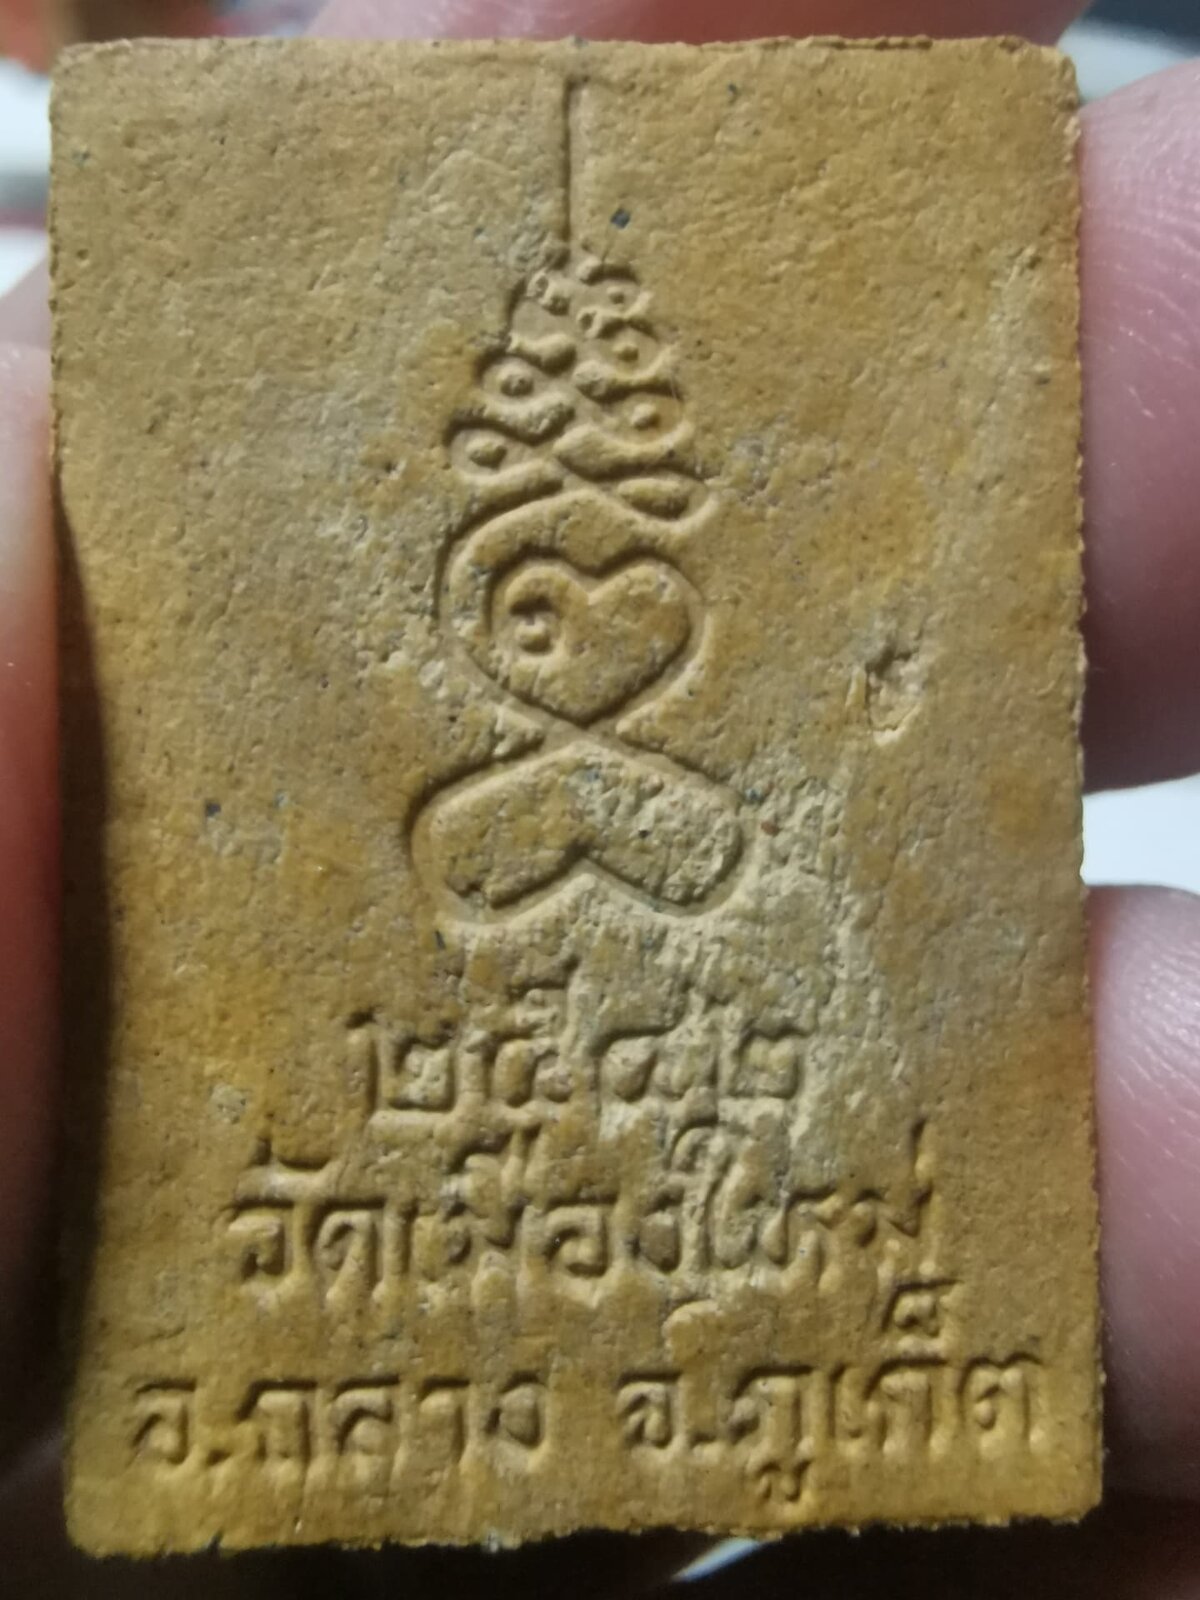 ๒๕๔๒
วัดเมืองใหม่
อ.ถลาง จ.ภูเก็ต